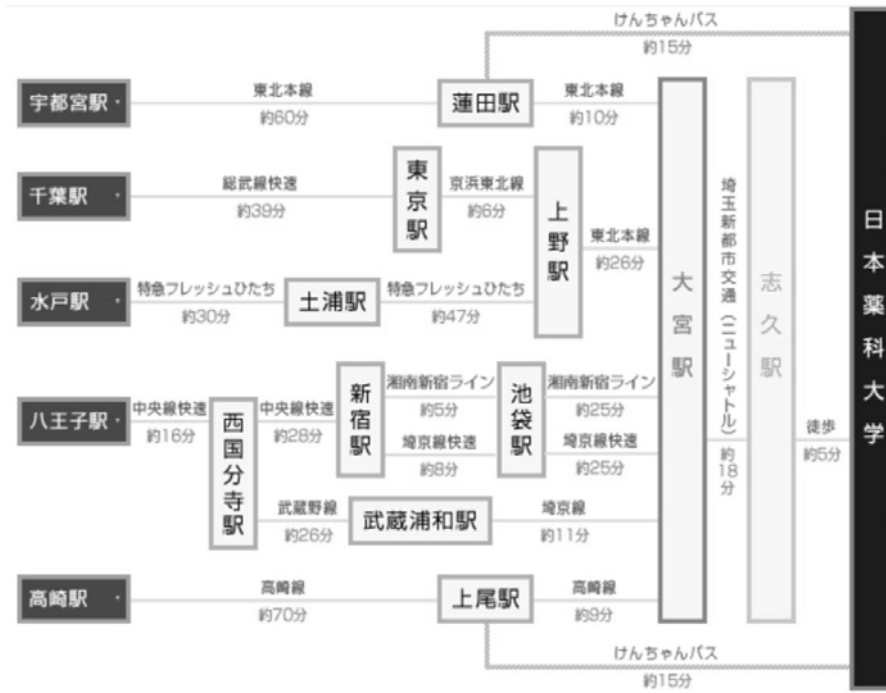 けんちゃんバス
約15分
宇都宮駅
東北本線
約60分
蓮田駅
東北本線
約10分
千葉駅
総武線快速
約39分
東京駅
京浜東北線
約6分
上野駅
東北本線
約26分
水戸駅
特急フレッシュひたち
約30分
土浦駅
特急フレッシュひたち
約47分
八王子駅
中央線快速
約16分
西国分寺駅
中央線快速
約28分
新宿駅
湘南新宿ライン
約5分
埼京線快速
約8分
池袋駅
湘南新宿ライン
約25分
埼京線快速
約25分
武蔵野線
約26分
武蔵浦和駅
埼京線
約11分
高崎駅
高崎線
約70分
上尾駅
高崎線
約9分
けんちゃんバス
約15分
大宮駅
埼玉新都市交通(ニューシャトル)
約18分
志久駅
徒歩
約5分
日本薬科大学